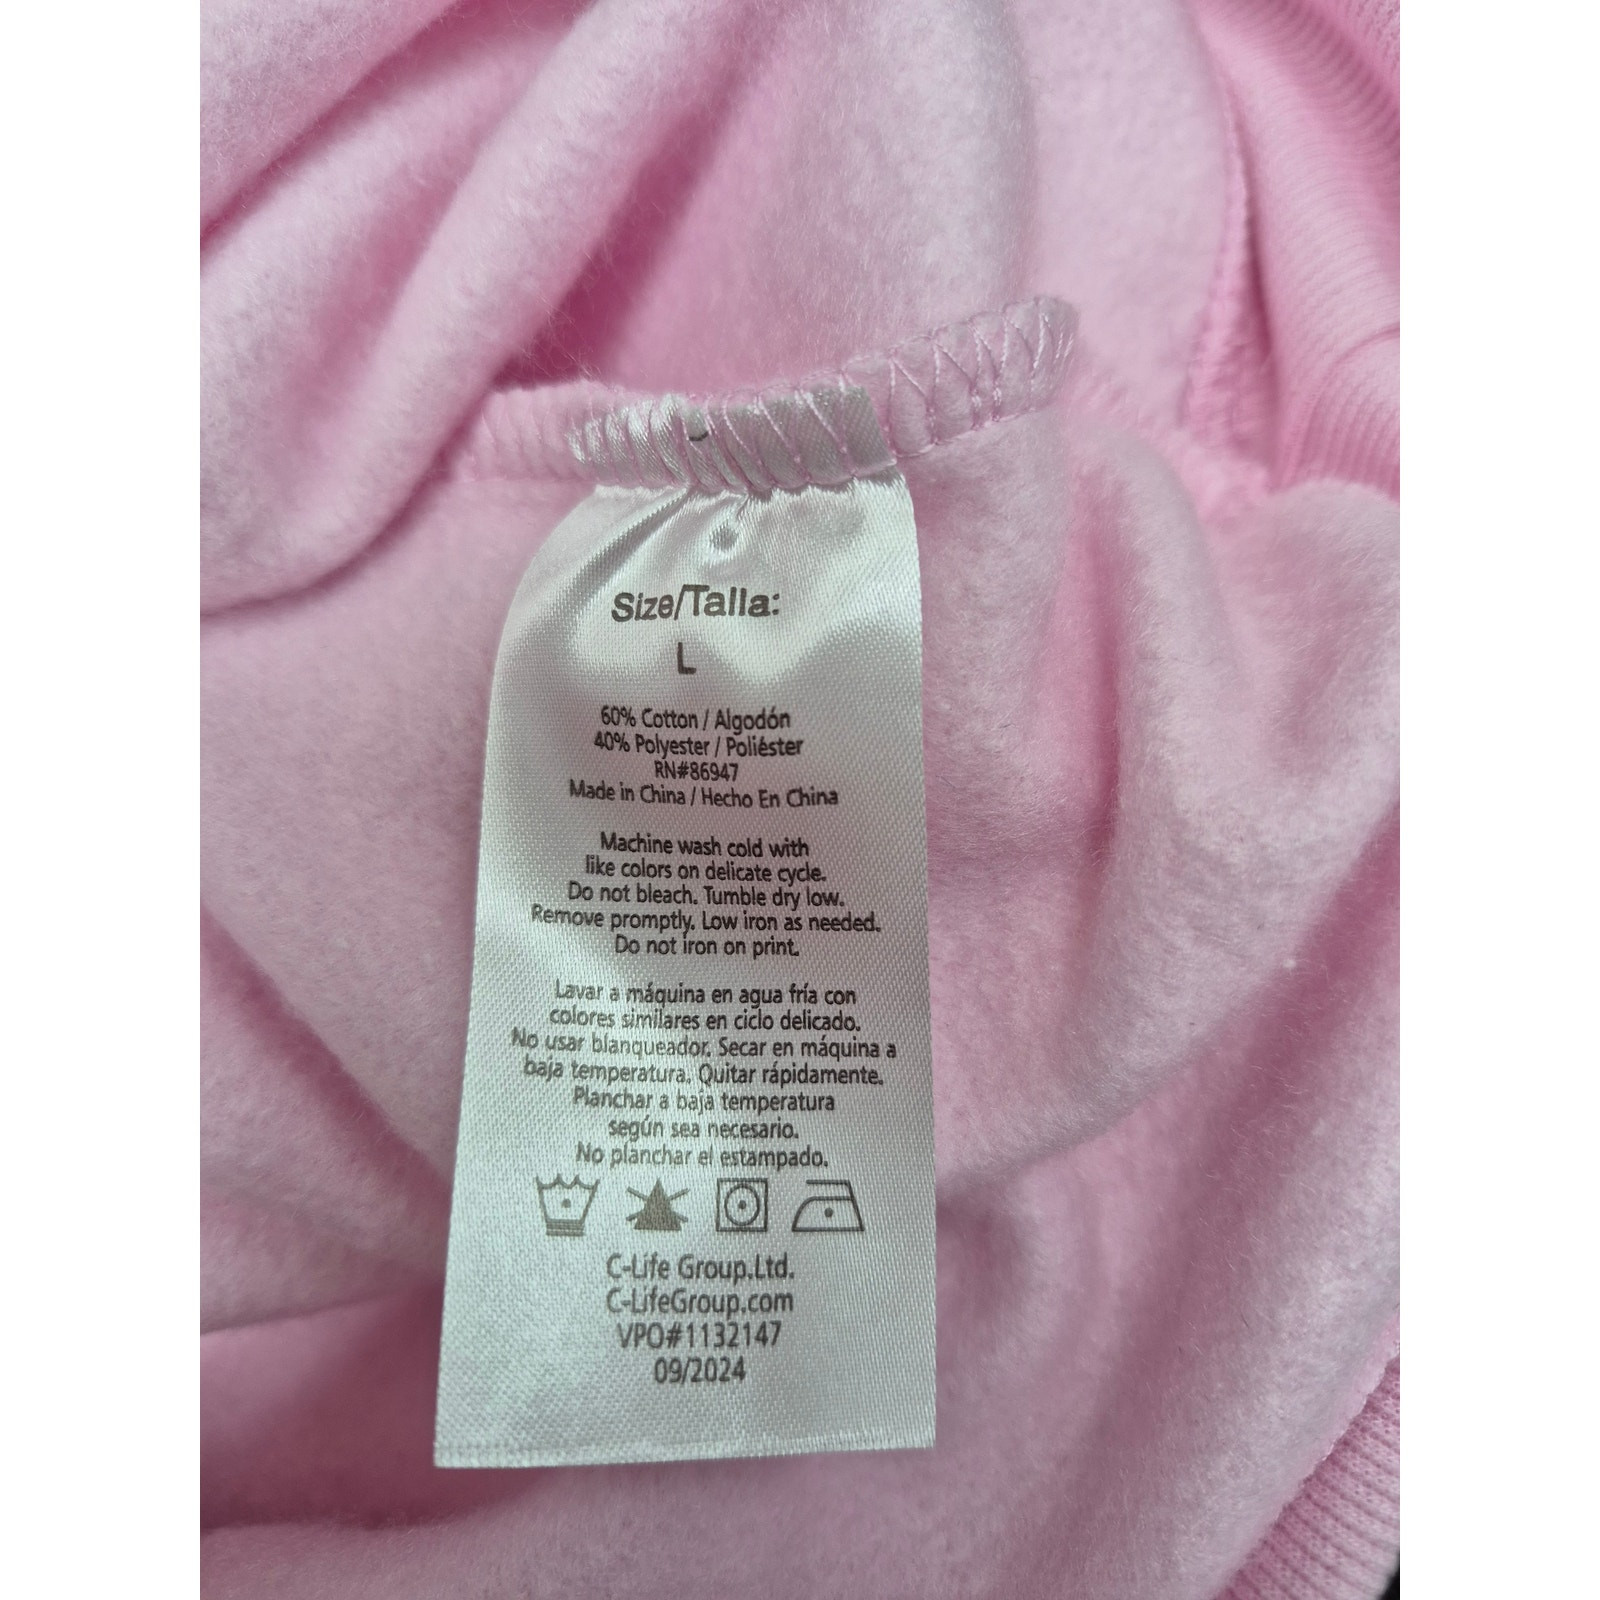 Size/Talla:
L
60% Cotton / Algodón
40% Polyester / Poliéster
RN#86947
Made in China / Hecho En China
Machine wash cold with
like colors on delicate cycle.
Do not bleach. Tumble dry low.
Remove promptly. Low iron as needed.
Do not iron on print.
Lavar a máquina en agua fría con
colores similares en ciclo delicado.
No usar blanqueador. Secar en máquina a
baja temperatura. Quitar rápidamente.
Planchar a baja temperatura
según sea necesario.
No planchar el estampado.
C-Life Group.Ltd.
C-LifeGroup.com
VPO#1132147
09/2024